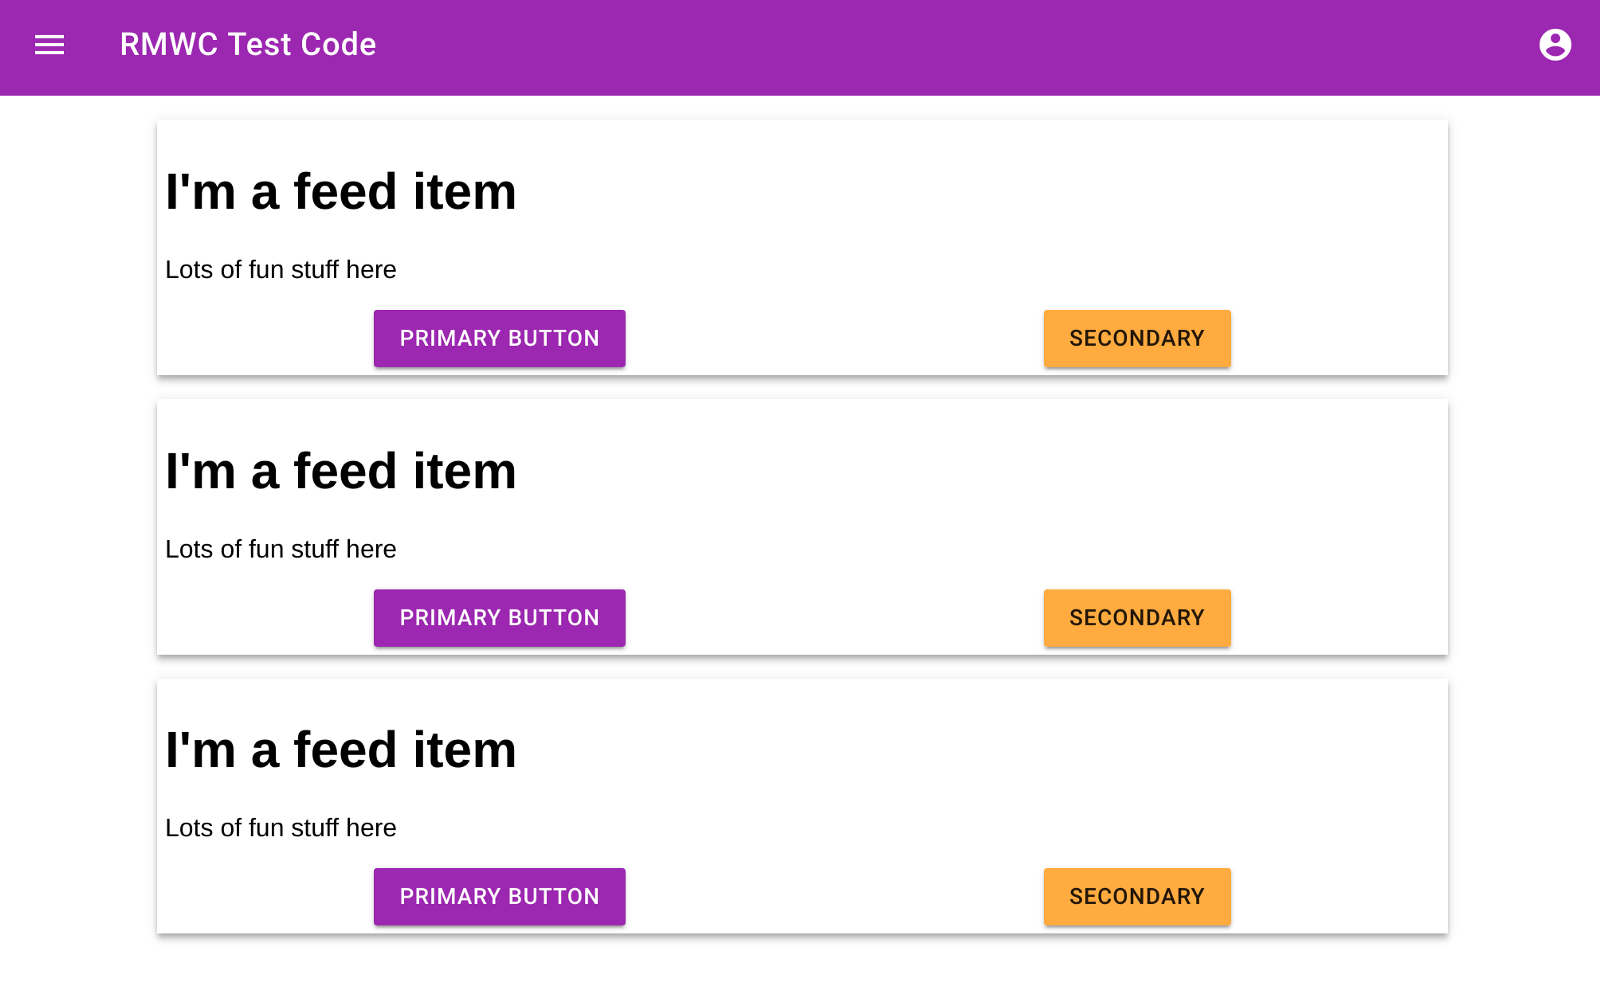 RMWC Test Code
I'm a feed item
Lots of fun stuff here
PRIMARY BUTTON SECONDARY
I'm a feed item
Lots of fun stuff here
PRIMARY BUTTON SECONDARY
I'm a feed item
Lots of fun stuff here
PRIMARY BUTTON SECONDARY